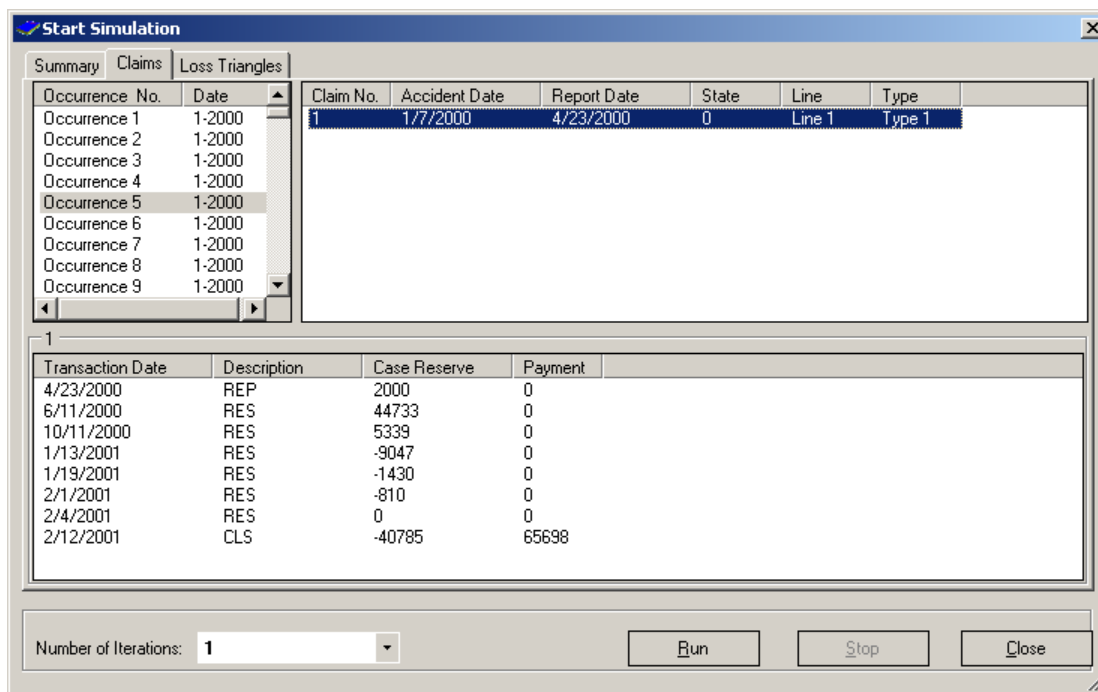 Start Simulation
Summary Claims Loss Triangles
Occurrence No. Date
Occurrence 1 1-2000
Occurrence 2 1-2000
Occurrence 3 1-2000
Occurrence 4 1-2000
Occurrence 5 1-2000
Occurrence 6 1-2000
Occurrence 7 1-2000
Occurrence 8 1-2000
Occurrence 9 1-2000
Claim No. Accident Date Report Date State Line Type
1 1/7/2000 4/23/2000 0 Line 1 Type 1
1
Transaction Date Description Case Reserve Payment
4/23/2000 REP 2000 0
6/11/2000 RES 44733 0
10/11/2000 RES 5339 0
1/13/2001 RES -9047 0
1/19/2001 RES -1430 0
2/1/2001 RES -810 0
2/4/2001 RES 0 0
2/12/2001 CLS -40785 65698
Number of Iterations: 1
Run Stop Close